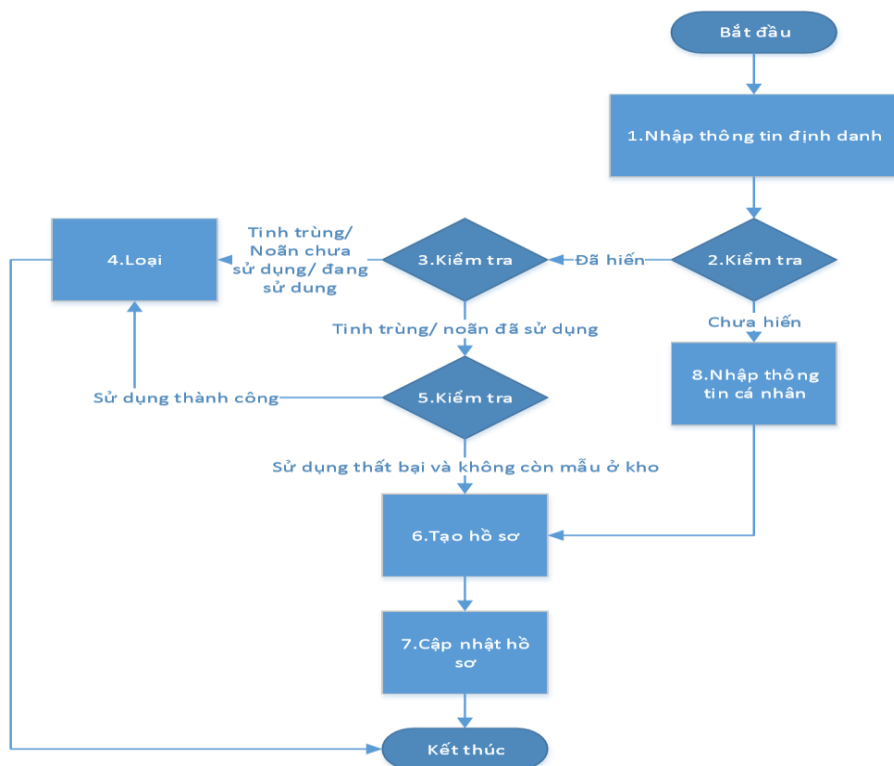 Bắt đầu
1.Nhập thông tin định danh
2.Kiểm tra
Đã hiến
3.Kiểm tra
Tinh trùng/
Noãn chưa
sử dụng/ đang
sử dung
4.Loại
Chưa hiến
Tinh trùng/ noãn đã sử dụng
8.Nhập thông
tin cá nhân
5.Kiểm tra
Sử dụng thành công
Sử dụng thất bại và không còn mẫu ở kho
6.Tạo hồ sơ
7.Cập nhật hồ
sơ
Kết thúc